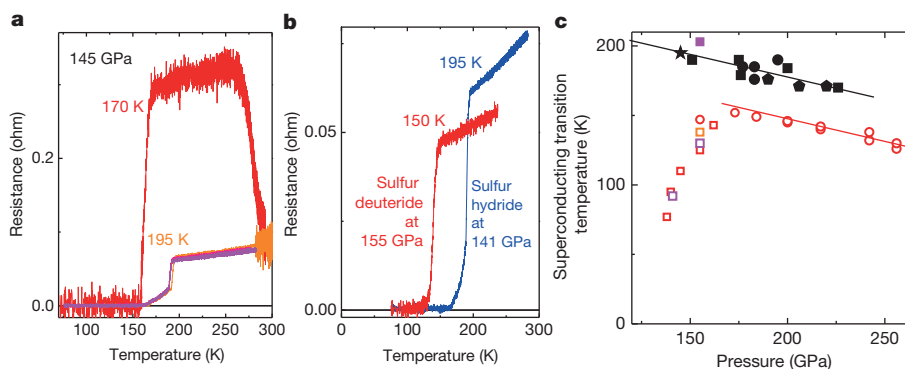 a
145 GPa
170 K
195 K
0.2
0.0
Resistance (ohm)
100
150
200
250
300
Temperature (K)
b
195 K
150 K
Sulfur
deuteride
at
155 GPa
Sulfur
hydride
at
141 GPa
0.05
0.00
Resistance (ohm)
0
100
200
300
Temperature (K)
c
200
100
0
Superconducting transition
temperature (K)
150
200
250
Pressure (GPa)